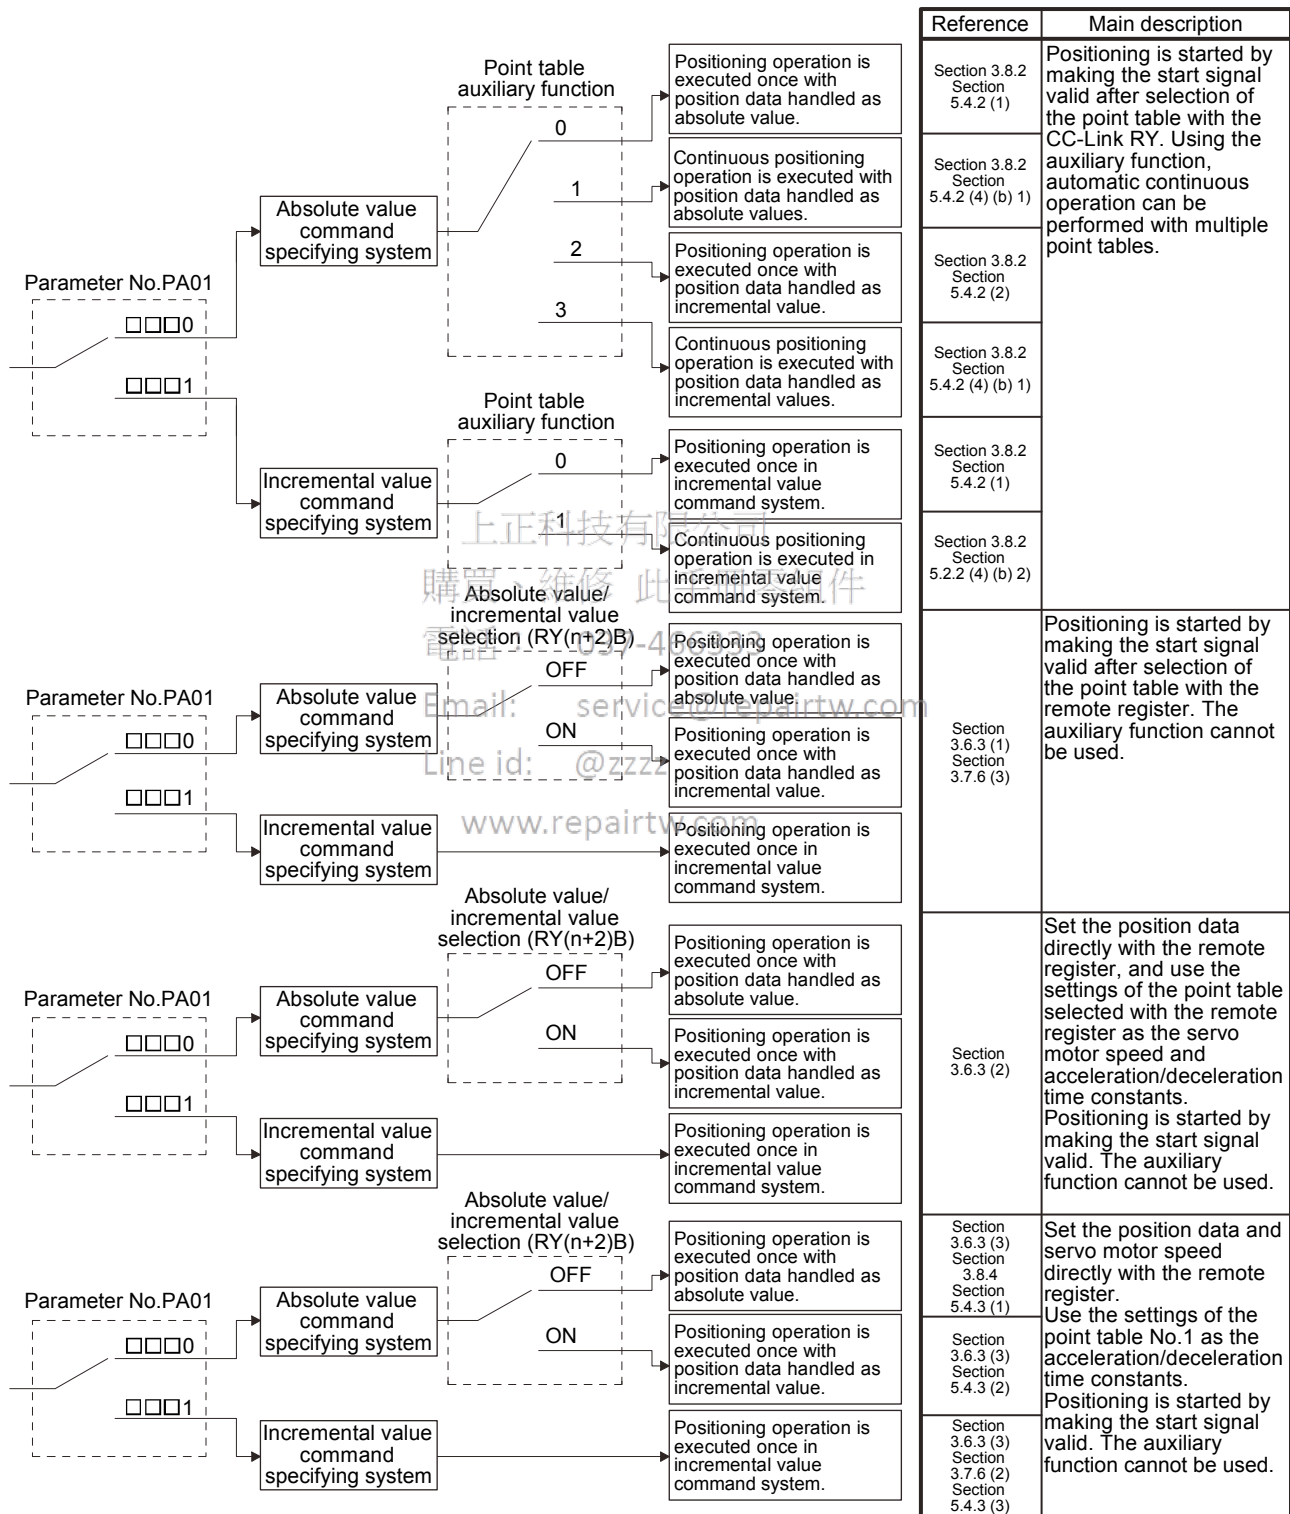 Reference
Main description
Point table
auxiliary function
0
1
2
3
Positioning operation is
executed once with
position data handled as
absolute value.
Continuous positioning
operation is executed with
position data handled as
absolute values.
Positioning operation is
executed once with
position data handled as
incremental value.
Continuous positioning
operation is executed with
position data handled as
incremental values.
Section 3.8.2
Section
5.4.2 (1)
Section 3.8.2
Section
5.4.2 (4) (b) 1)
Section 3.8.2
Section
5.4.2 (2)
Section 3.8.2
Section
5.4.2 (4) (b) 1)
Positioning is started by
making the start signal
valid after selection of
the point table with the
CC-Link RY. Using the
auxiliary function,
automatic continuous
operation can be
performed with multiple
point tables.
Parameter No.PA01
□□□0
□□□1
Absolute value
command
specifying system
Incremental value
command
specifying system
Point table
auxiliary function
0
1
Positioning operation is
executed once in
incremental value
command system.
Continuous positioning
operation is executed in
incremental value
command system.
Section 3.8.2
Section
5.4.2 (1)
Section 3.8.2
Section
5.2.2 (4) (b) 2)
上正科技有限公司
購買、維修 此手冊零組件
電話: 037-466333
Email: service@repairtw.com
Line id: @zzzz
www.repairtw.com
Absolute value/
incremental value
selection (RY(n+2)B)
OFF
ON
Parameter No.PA01
□□□0
□□□1
Absolute value
command
specifying system
Incremental value
command
specifying system
Positioning operation is
executed once with
position data handled as
absolute value.
Positioning operation is
executed once with
position data handled as
incremental value.
Positioning operation is
executed once in
incremental value
command system.
Section
3.6.3 (1)
Section
3.7.6 (3)
Positioning is started by
making the start signal
valid after selection of
the point table with the
remote register. The
auxiliary function cannot
be used.
Absolute value/
incremental value
selection (RY(n+2)B)
OFF
ON
Parameter No.PA01
□□□0
□□□1
Absolute value
command
specifying system
Incremental value
command
specifying system
Positioning operation is
executed once with
position data handled as
absolute value.
Positioning operation is
executed once with
position data handled as
incremental value.
Positioning operation is
executed once in
incremental value
command system.
Section
3.6.3 (2)
Set the position data
directly with the remote
register, and use the
settings of the point table
selected with the remote
register as the servo
motor speed and
acceleration/deceleration
time constants.
Positioning is started by
making the start signal
valid. The auxiliary
function cannot be used.
Absolute value/
incremental value
selection (RY(n+2)B)
OFF
ON
Parameter No.PA01
□□□0
□□□1
Absolute value
command
specifying system
Incremental value
command
specifying system
Positioning operation is
executed once with
position data handled as
absolute value.
Positioning operation is
executed once with
position data handled as
incremental value.
Positioning operation is
executed once in
incremental value
command system.
Section
3.6.3 (3)
Section
3.8.4
Section
5.4.3 (1)
Section
3.6.3 (3)
Section
5.4.3 (2)
Section
3.6.3 (3)
Section
3.7.6 (2)
Section
5.4.3 (3)
Set the position data and
servo motor speed
directly with the remote
register.
Use the settings of the
point table No.1 as the
acceleration/deceleration
time constants.
Positioning is started by
making the start signal
valid. The auxiliary
function cannot be used.